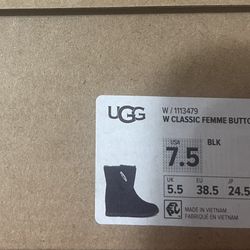 UGG
W / 1113479
W CLASSIC FEMME BUTTO
USA
7.5
BLK
UK EU JP
5.5 38.5 24.5
MADE IN VIETNAM
FABRIQUÉ EN VIETNAM